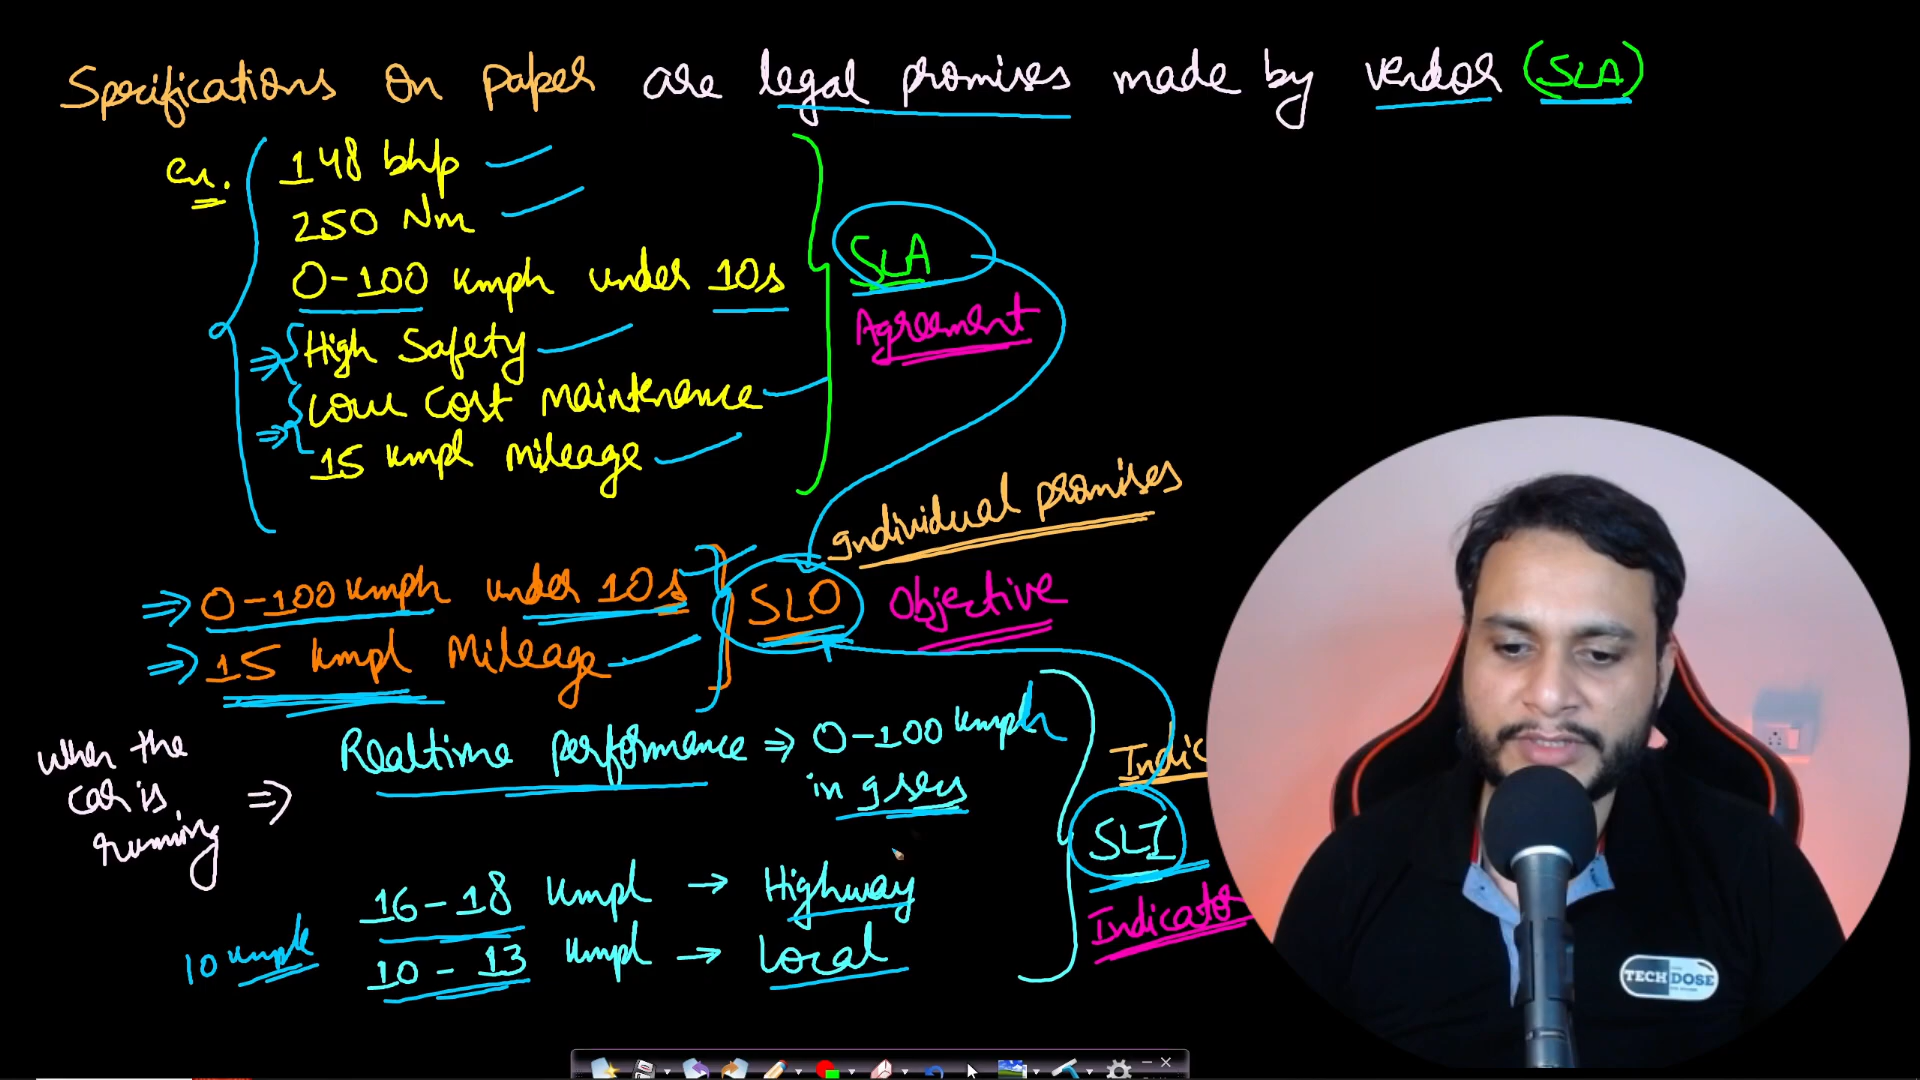 Specifications on paper are legal promises made by vendor (SLA)
ex.
148 bhp
250 Nm
0-100 kmph under 10s
High Safety
Low Cost Maintenance
15 kmpl Mileage
SLA
Agreement
Individual promises
⇒ 0-100 kmph under 10s
⇒ 15 kmpl Mileage
SLO
Objective
When the
car is
running
⇒
Realtime performance ⇒ 0-100 kmph
in 9 secs
16-18 kmpl → Highway
10-13 kmpl → Local
10 kmpl
Indic
SLI
Indicator
TECH DOSE